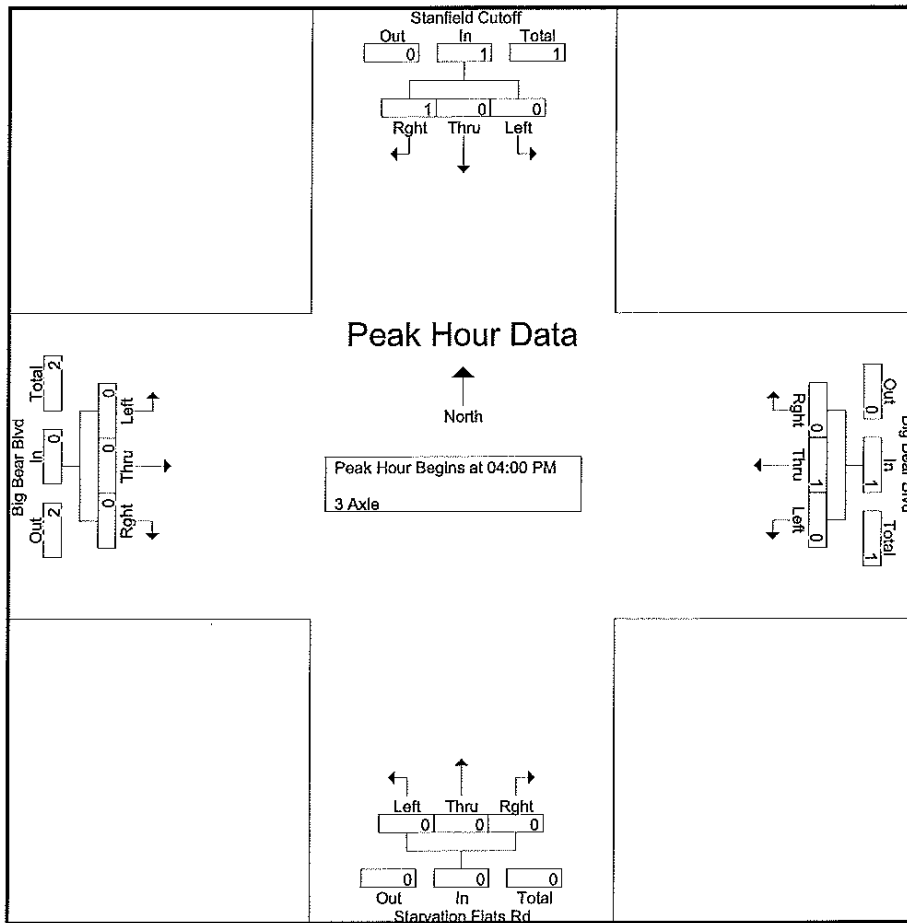 Stanfield Cutoff
Out In Total
0 1 1
1 0 0
Rght Thru Left
Peak Hour Data
North
Peak Hour Begins at 04:00 PM
3 Axle
Big Bear Blvd
Out In Total
2 0 2
0 0 0
Left Thru Rght
Big Bear Blvd
Out In Total
0 1 1
0 1 0
Rght Thru Left
Left Thru Rght
0 0 0
0 0 0
Out In Total
Starvation Flats Rd